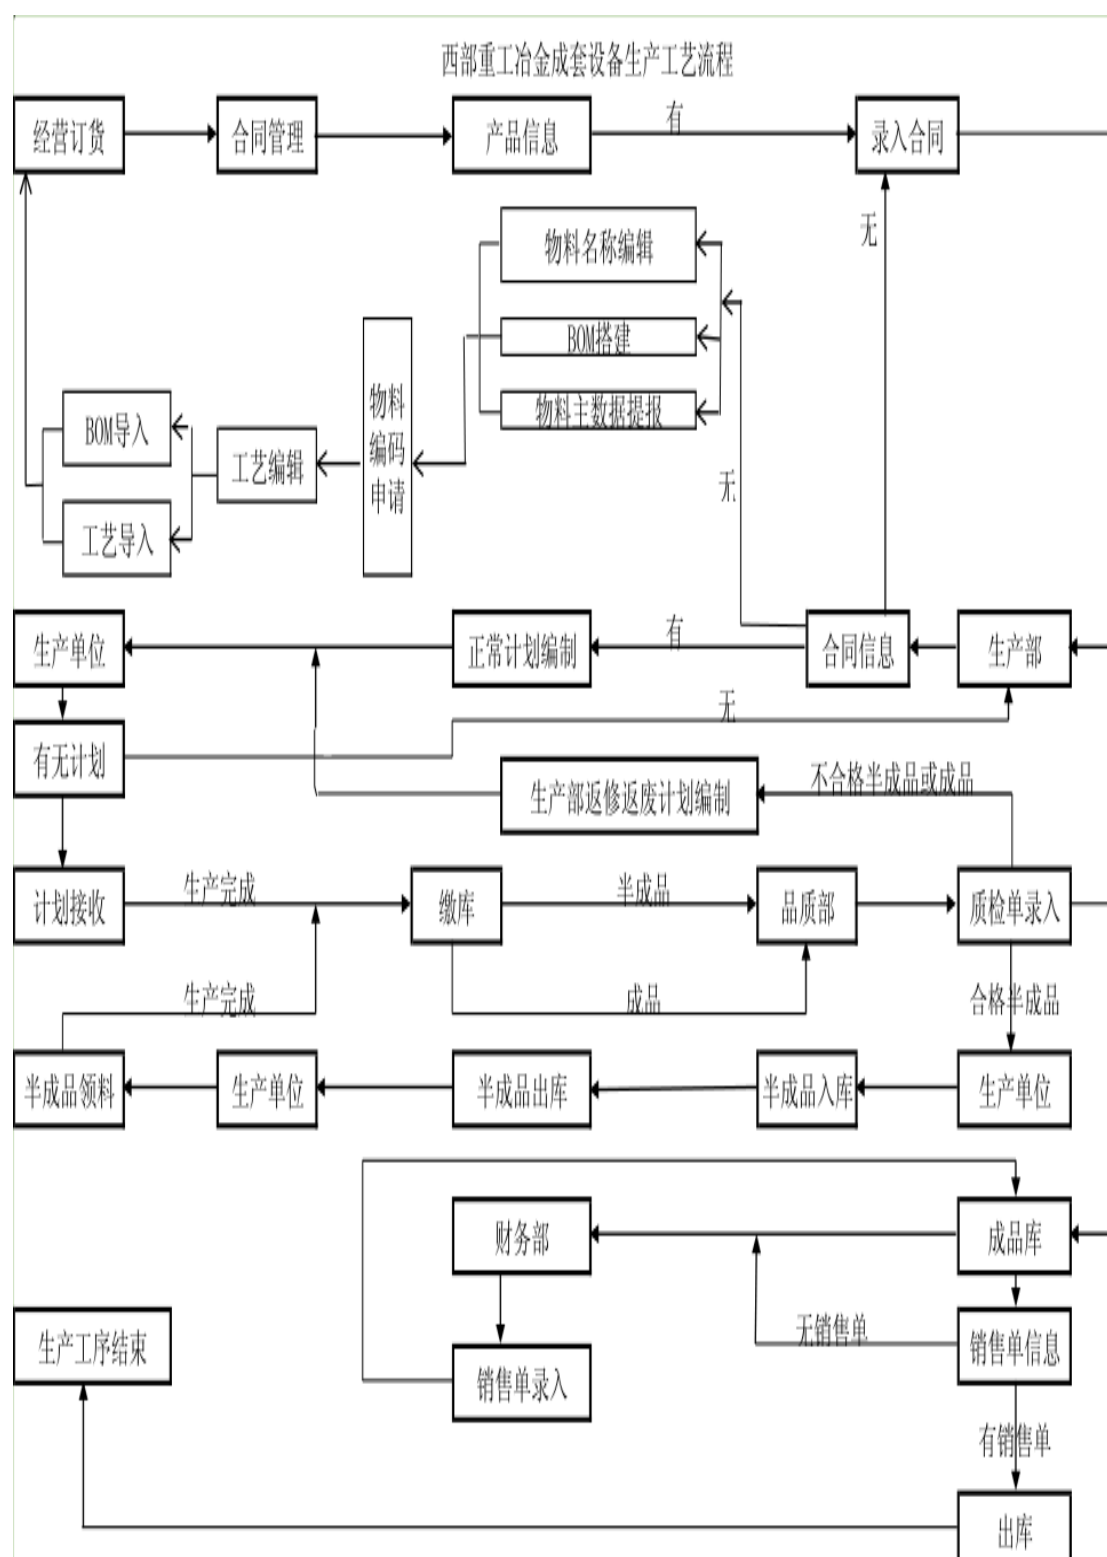 西部重工冶金成套设备生产工艺流程
经营订货
合同管理
产品信息
有
录入合同
无
物料名称编辑
BOM搭建
物料主数据提报
物料
编码
申请
BOM导入
工艺编辑
无
工艺导入
生产单位
正常计划编制
有
合同信息
生产部
无
有无计划
生产部返修返废计划编制
不合格半成品或成品
计划接收
生产完成
缴库
半成品
品质部
质检单录入
生产完成
成品
合格半成品
半成品领料
生产单位
半成品出库
半成品入库
生产单位
财务部
成品库
生产工序结束
无销售单
销售单信息
销售单录入
有销售单
出库